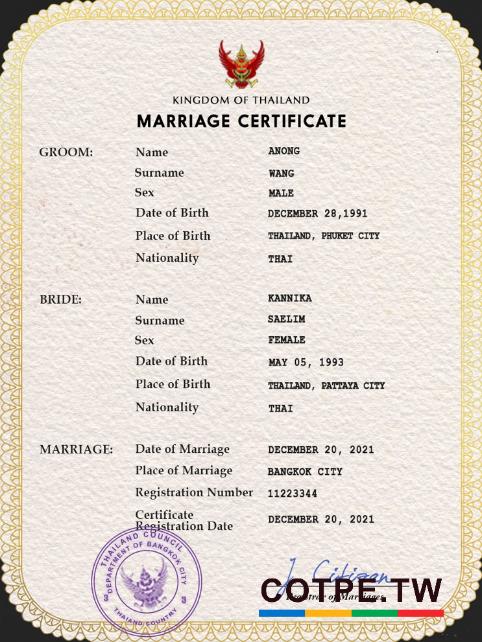 KINGDOM OF THAILAND
MARRIAGE CERTIFICATE
GROOM: Name ANONG
Surname WANG
Sex MALE
Date of Birth DECEMBER 28,1991
Place of Birth THAILAND, PHUKET CITY
Nationality THAI
BRIDE: Name KANNIKA
Surname SAELIM
Sex FEMALE
Date of Birth MAY 05, 1993
Place of Birth THAILAND, PATTAYA CITY
Nationality THAI
MARRIAGE: Date of Marriage DECEMBER 20, 2021
Place of Marriage BANGKOK CITY
Registration Number 11223344
Certificate
Registration Date DECEMBER 20, 2021
THAILAND COUNCIL
DEPARTMENT OF BANGKOK CITY
THAILAND COUNTRY
J. Citizen
COTPE.TW
of Marriages